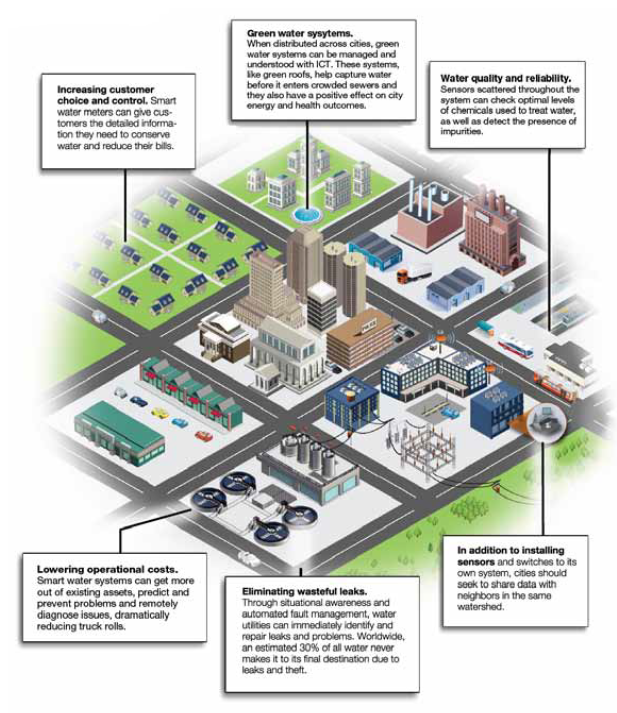 Green water sysytems.
When distributed across cities, green
water systems can be managed and
understood with ICT. These systems,
like green roofs, help capture water
before it enters crowded sewers and
they also have a positive effect on city
energy and health outcomes.
Increasing customer
choice and control. Smart
water meters can give cus-
tomers the detailed informa-
tion they need to conserve
water and reduce their bills.
Water quality and reliability.
Sensors scattered throughout the
system can check optimal levels
of chemicals used to treat water,
as well as detect the presence of
impurities.
Lowering operational costs.
Smart water systems can get more
out of existing assets, predict and
prevent problems and remotely
diagnose issues, dramatically
reducing truck rolls.
Eliminating wasteful leaks.
Through situational awareness and
automated fault management, water
utilities can immediately identify and
repair leaks and problems. Worldwide,
an estimated 30% of all water never
makes it to its final destination due to
leaks and theft.
In addition to installing
sensors and switches to its
own system, cities should
seek to share data with
neighbors in the same
watershed.